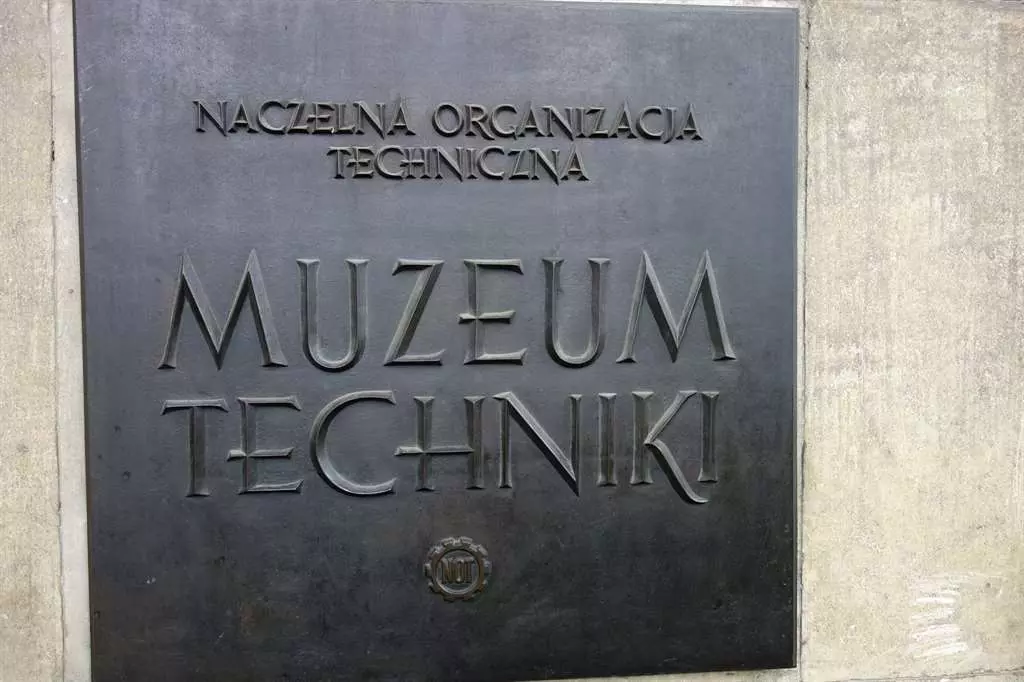 NACZELNA ORGANIZACJA
TECHNICZNA
MUZEUM
TECHNIKI
NOT